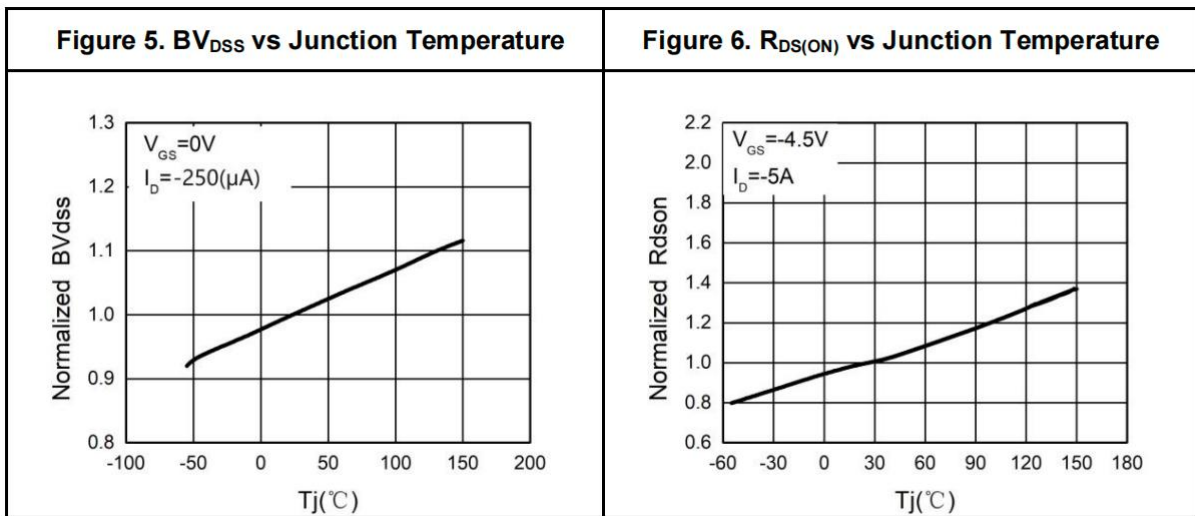 Figure 5. BVDSS vs Junction Temperature
Figure 6. RDS(ON) vs Junction Temperature
1.3
1.2
1.1
1.0
0.9
0.8
Normalized BVdss
VGS=0V
ID=-250(μA)
-100 -50 0 50 100 150 200
Tj(℃)
2.2
2.0
1.8
1.6
1.4
1.2
1.0
0.8
0.6
Normalized Rdson
VGS=-4.5V
ID=-5A
-60 -30 0 30 60 90 120 150 180
Tj(℃)